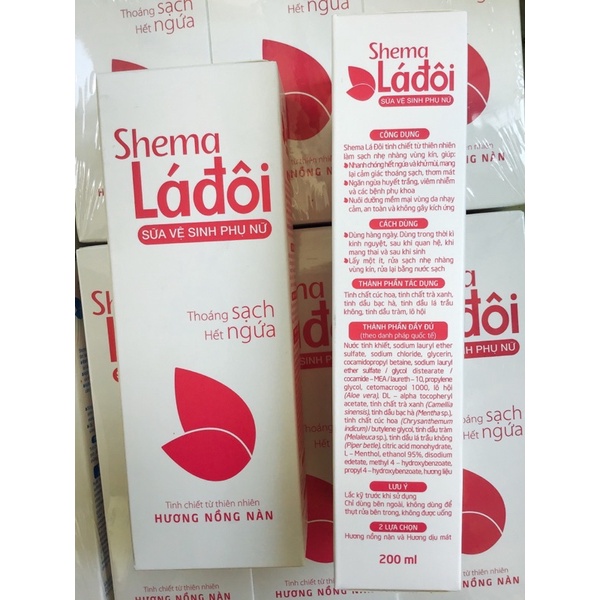 Thoáng sạch
Hết ngứa
Shema
Láđôi
SỮA VỆ SINH PHỤ NỮ
Thoáng sạch
Hết ngứa
Tinh chiết từ thiên nhiên
HƯƠNG NỒNG NÀN
Shema
Láđôi
SỮA VỆ SINH PHỤ NỮ
CÔNG DỤNG
Shema Lá Đôi tinh chiết từ thiên nhiên
làm sạch nhẹ nhàng vùng kín, giúp:
Nhanh chóng hết ngứa và khử mùi, mang
lại cảm giác thoáng sạch, thơm mát
Ngăn ngừa huyết trắng, viêm nhiễm
và các bệnh phụ khoa
Nuôi dưỡng mềm mại vùng da nhạy
cảm, an toàn và không gây kích ứng
CÁCH DÙNG
Dùng hàng ngày. Dùng trong thời kì
kinh nguyệt, sau khi quan hệ, khi
mang thai và sau khi sinh
Lấy một ít, rửa sạch nhẹ nhàng
vùng kín, rửa lại bằng nước sạch
THÀNH PHẦN TÁC DỤNG
Tinh chất cúc hoa, tinh chất trà xanh,
tinh dầu bạc hà, tinh dầu lá trầu
không, tinh dầu tràm, lô hội
THÀNH PHẦN ĐẦY ĐỦ
(theo danh pháp quốc tế)
Nước tinh khiết, sodium lauryl ether
sulfate, sodium chloride, glycerin,
cocamidopropyl betaine, sodium lauryl
ether sulfate / glycol distearate /
cocamide – MEA / laureth – 10, propylene
glycol, cetomacrogol 1000, lô hội
(Aloe vera), DL – alpha tocopheryl
acetate, tinh chất trà xanh (Camellia
sinensis), tinh dầu bạc hà (Mentha sp.),
tinh chất cúc hoa (Chrysanthemum
indicum) / butylene glycol, tinh dầu tràm
(Melaleuca sp.), tinh dầu lá trầu không
(Piper betle), citric acid monohydrate,
L – Menthol, ethanol 95%, disodium
edetate, methyl 4 – hydroxybenzoate,
propyl 4 – hydroxybenzoate, hương liệu
LƯU Ý
Lắc kỹ trước khi sử dụng
Chỉ dùng bên ngoài, không dùng để
thụt rửa bên trong, không được uống
2 LỰA CHỌN
Hương nồng nàn và Hương dịu mát
200 ml
Shema
Lá
Thoáng sạch
Hết ngứa
Tinh chiết từ thiên nhiên
HƯƠNG NỒNG NÀN